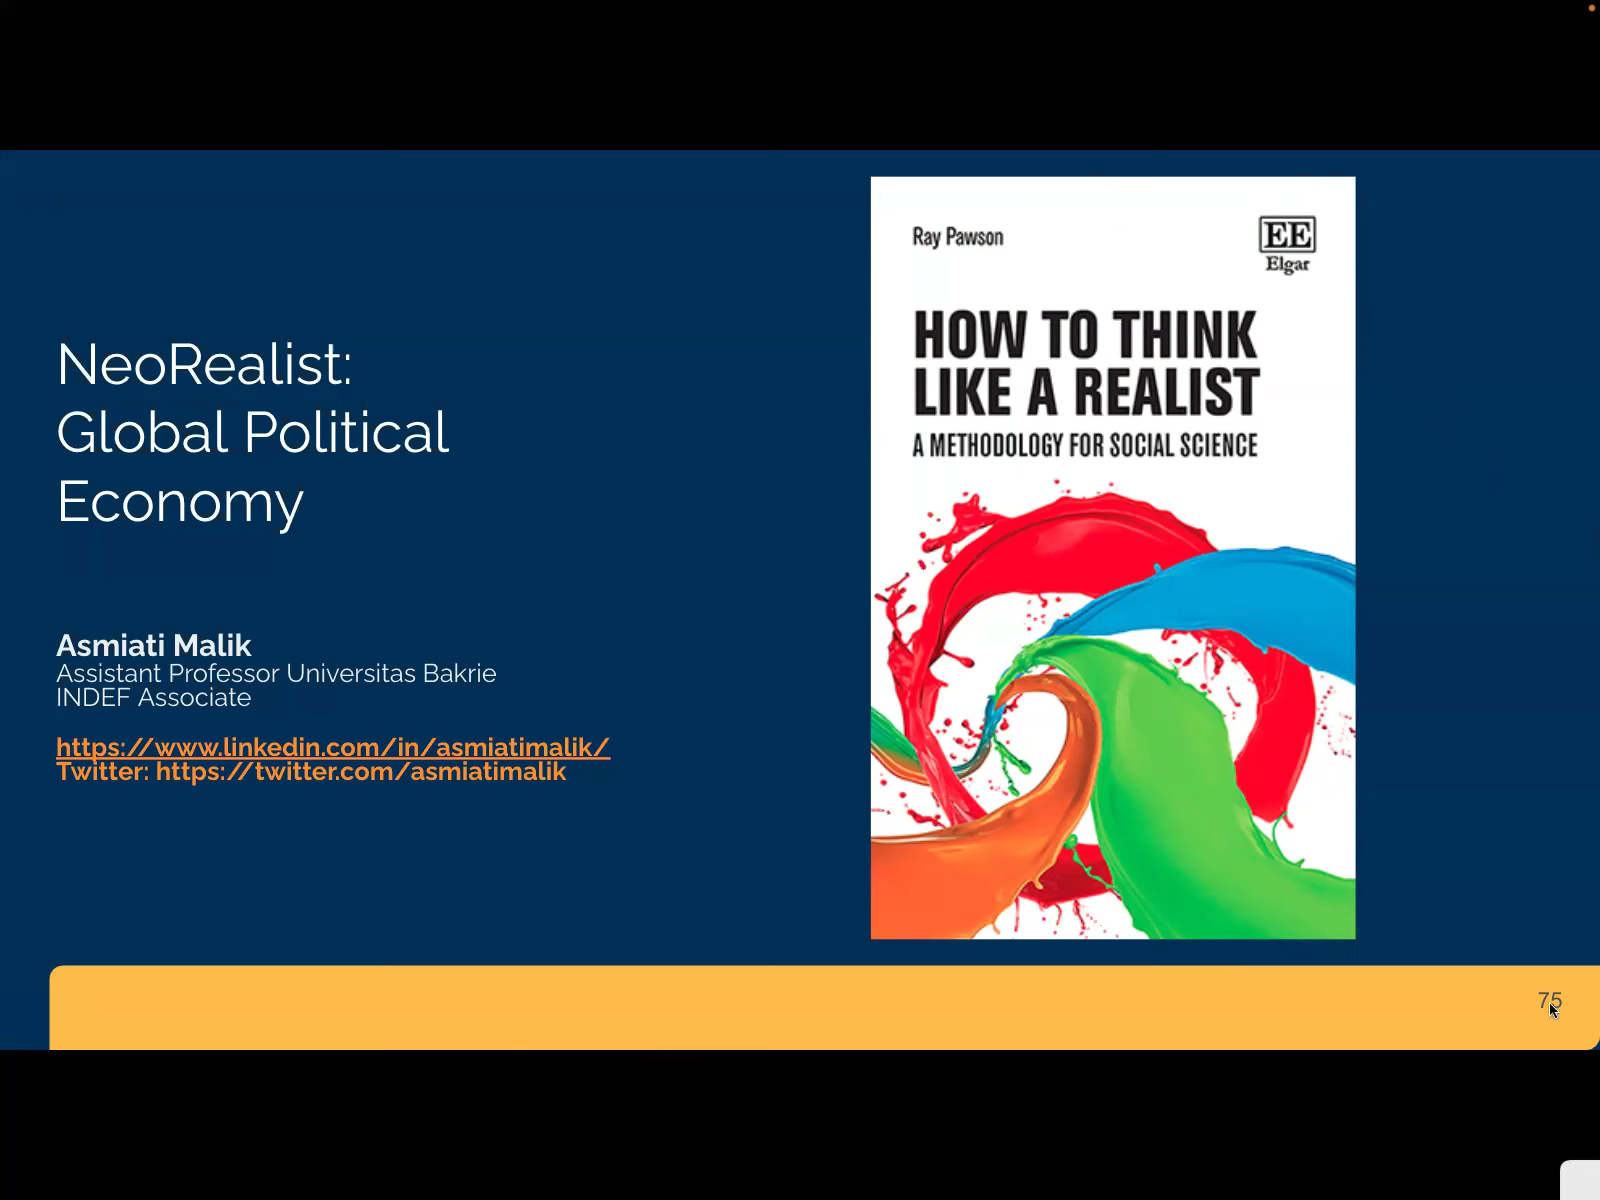 NeoRealist:
Global Political
Economy
Asmiati Malik
Assistant Professor Universitas Bakrie
INDEF Associate
https://www.linkedin.com/in/asmiatimalik/
Twitter: https://twitter.com/asmiatimalik
Ray Pawson
EE
Elgar
HOW TO THINK
LIKE A REALIST
A METHODOLOGY FOR SOCIAL SCIENCE
75